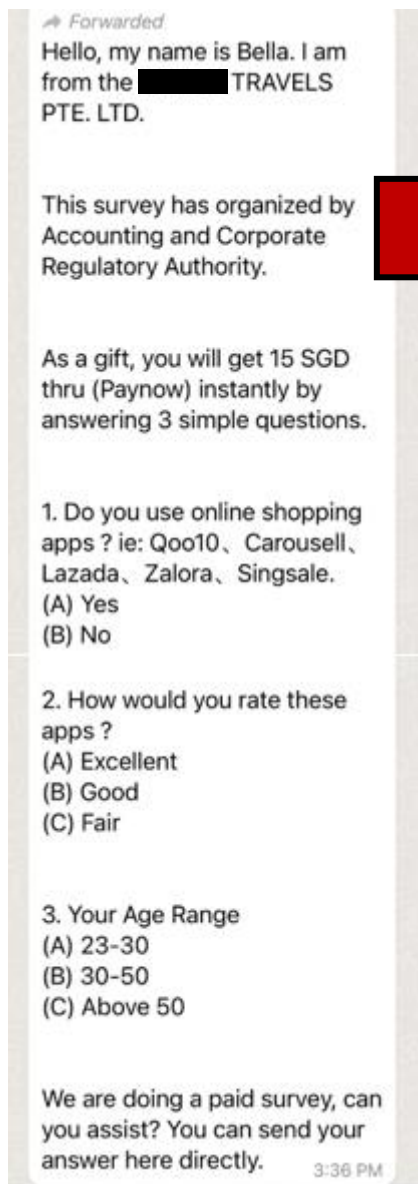 Forwarded
Hello, my name is Bella. I am
from the TRAVELS
PTE. LTD.
This survey has organized by
Accounting and Corporate
Regulatory Authority.
As a gift, you will get 15 SGD
thru (Paynow) instantly by
answering 3 simple questions.
1. Do you use online shopping
apps ? ie: Qoo10、Carousell、
Lazada、Zalora、Singsale.
(A) Yes
(B) No
2. How would you rate these
apps ?
(A) Excellent
(B) Good
(C) Fair
3. Your Age Range
(A) 23-30
(B) 30-50
(C) Above 50
We are doing a paid survey, can
you assist? You can send your
answer here directly.
3:36 PM